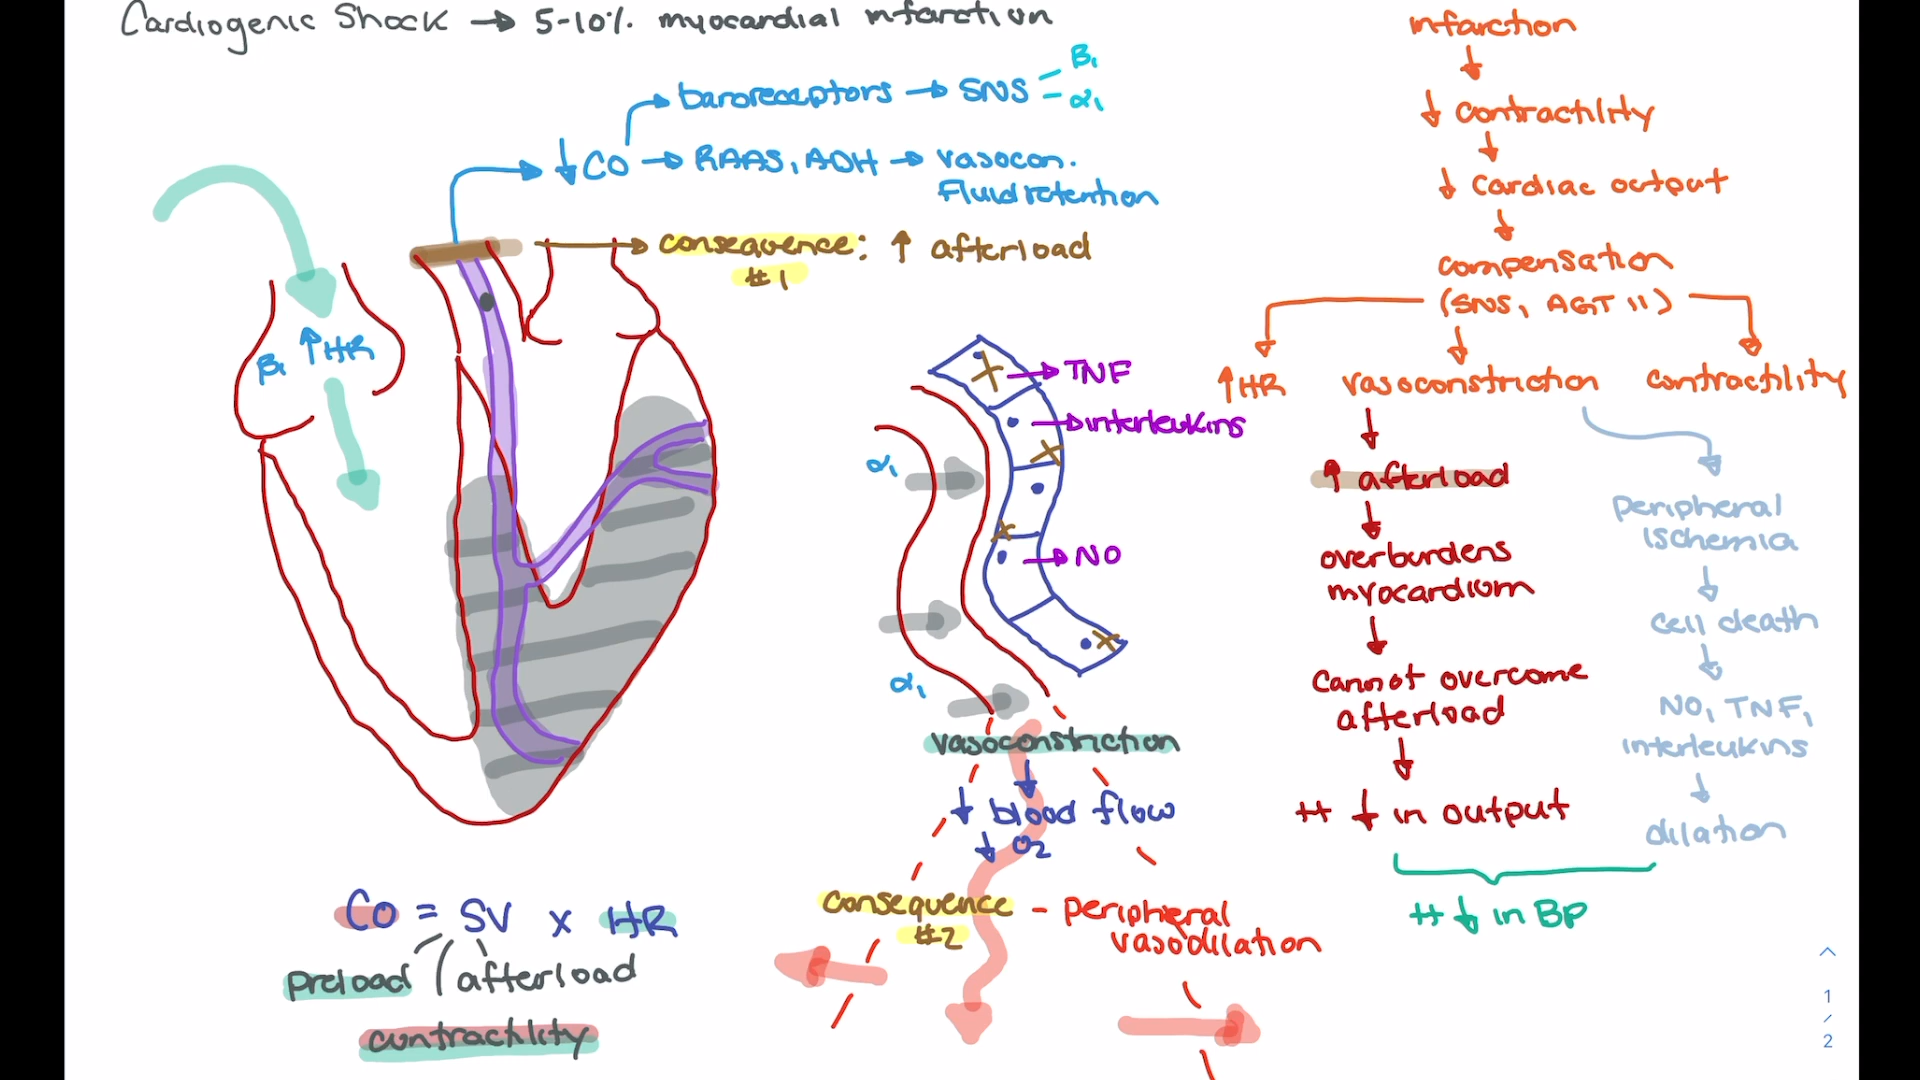 Cardiogenic Shock → 5-10% myocardial infarction
baroreceptors → SNS
β1
α1
↓ CO → RAAS, ADH → vasocon.
Fluid retention
consequence: ↑ afterload
#1
β1 ↑HR
TNF
interleukins
NO
α1
α1
vasoconstriction
↓ blood flow
↓ O2
Consequence - peripheral
#2 vasodilation
CO = SV x HR
preload / afterload
contractility
infarction
↓ contractility
↓ cardiac output
compensation
(SNS, AGT II)
↑HR vasoconstriction contractility
↑ afterload
overburdens
myocardium
Cannot overcome
afterload
++ ↓ in output
peripheral
ischemia
cell death
NO, TNF,
interleukins
dilation
++ ↓ in BP
1
/
2